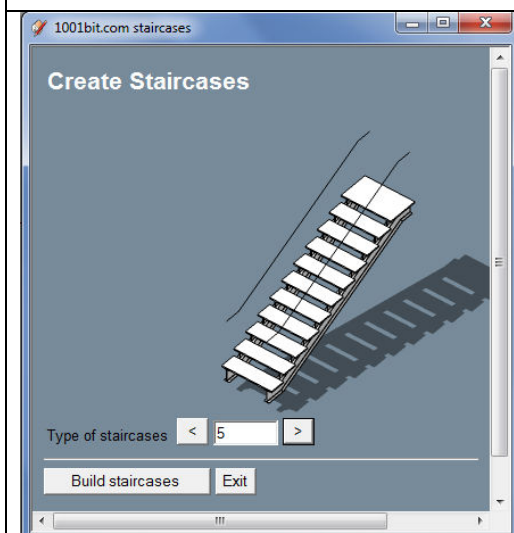 1001bit.com staircases
Create Staircases
Type of staircases < 5 >
Build staircases Exit